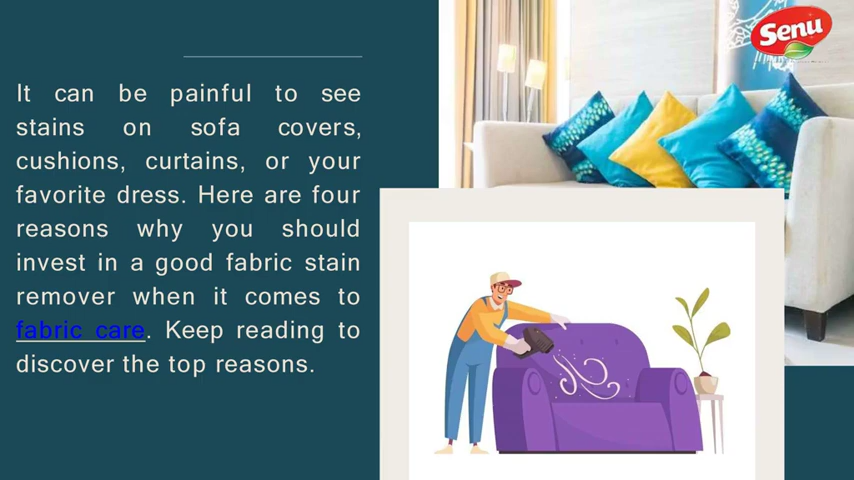 Senu
It can be painful to see
stains on sofa covers,
cushions, curtains, or your
favorite dress. Here are four
reasons why you should
invest in a good fabric stain
remover when it comes to
fabric care. Keep reading to
discover the top reasons.